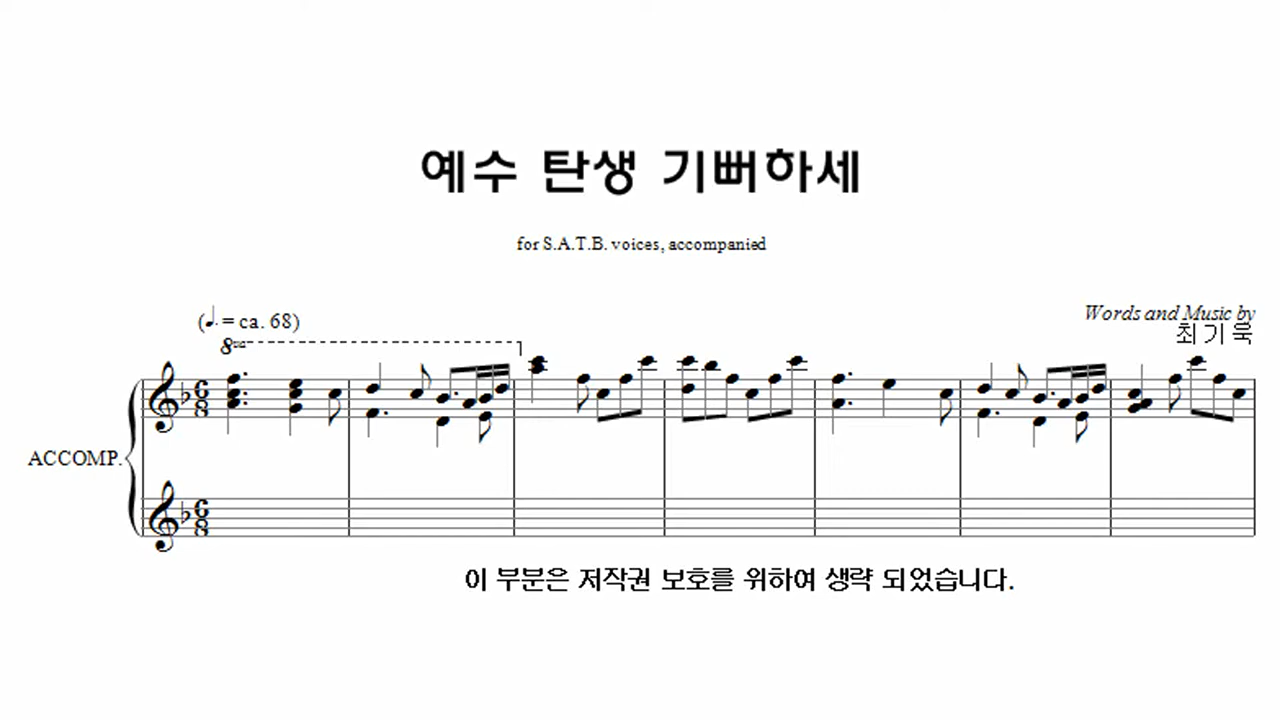 예수 탄생 기뻐하세
for S.A.T.B. voices, accompanied
(♩. = ca. 68)
Words and Music by
최기욱
8va
ACCOMP.
이 부분은 저작권 보호를 위하여 생략 되었습니다.